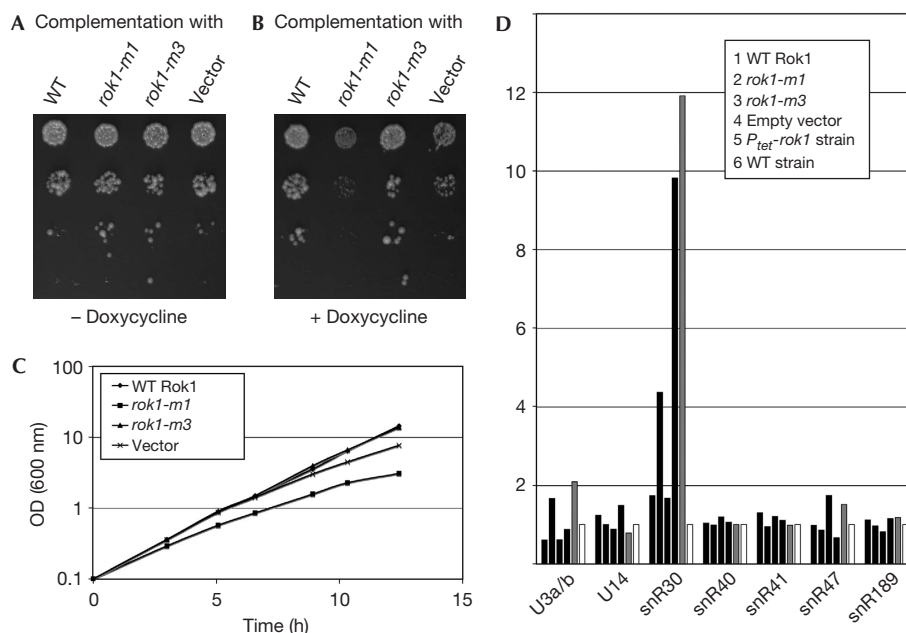 A Complementation with
WT
rok1-m1
rok1-m3
Vector
– Doxycycline
B Complementation with
WT
rok1-m1
rok1-m3
Vector
+ Doxycycline
C
100
10
1
0.1
OD (600 nm)
WT Rok1
rok1-m1
rok1-m3
Vector
0 5 10 15
Time (h)
D
12
10
8
6
4
2
1 WT Rok1
2 rok1-m1
3 rok1-m3
4 Empty vector
5 Ptet-rok1 strain
6 WT strain
U3a/b
U14
snR30
snR40
snR41
snR47
snR189